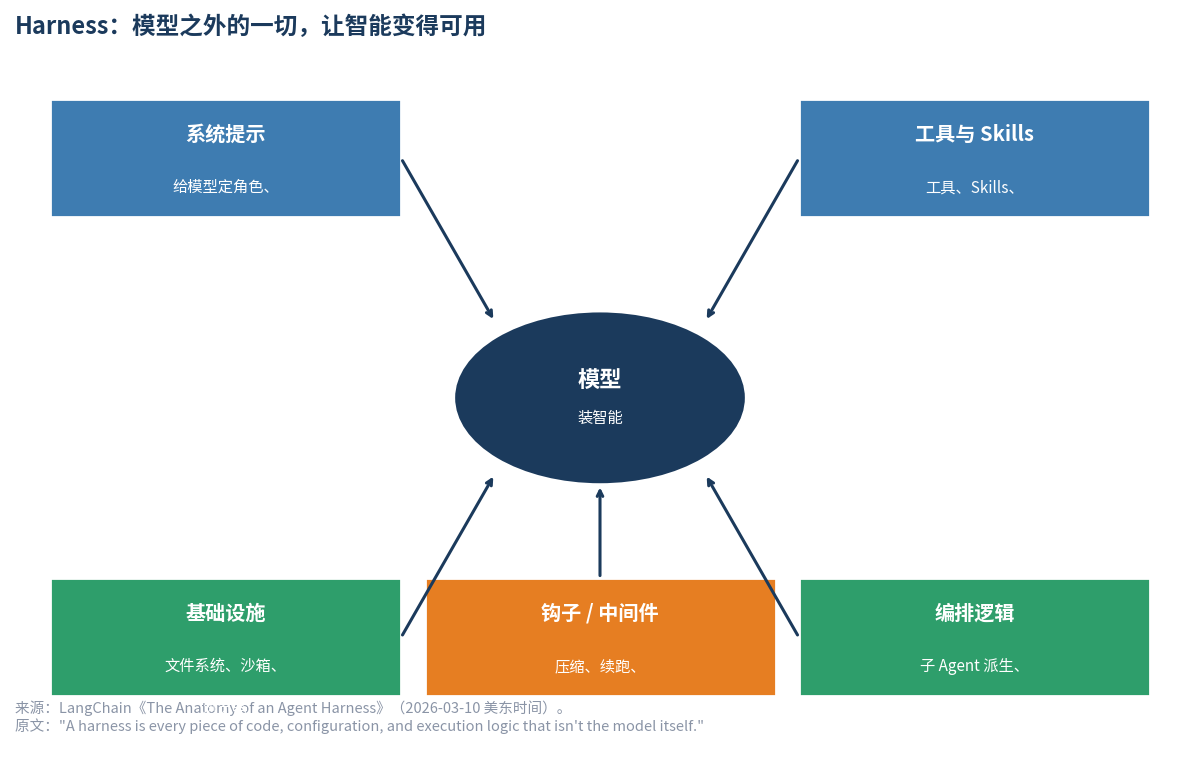 Harness：模型之外的一切，让智能变得可用
系统提示
给模型定角色、
工具与 Skills
工具、Skills、
模型
装智能
基础设施
文件系统、沙箱、
钩子 / 中间件
压缩、续跑、
编排逻辑
子 Agent 派生、
来源：LangChain《The Anatomy of an Agent Harness》（2026-03-10 美东时间）。
原文："A harness is every piece of code, configuration, and execution logic that isn't the model itself."